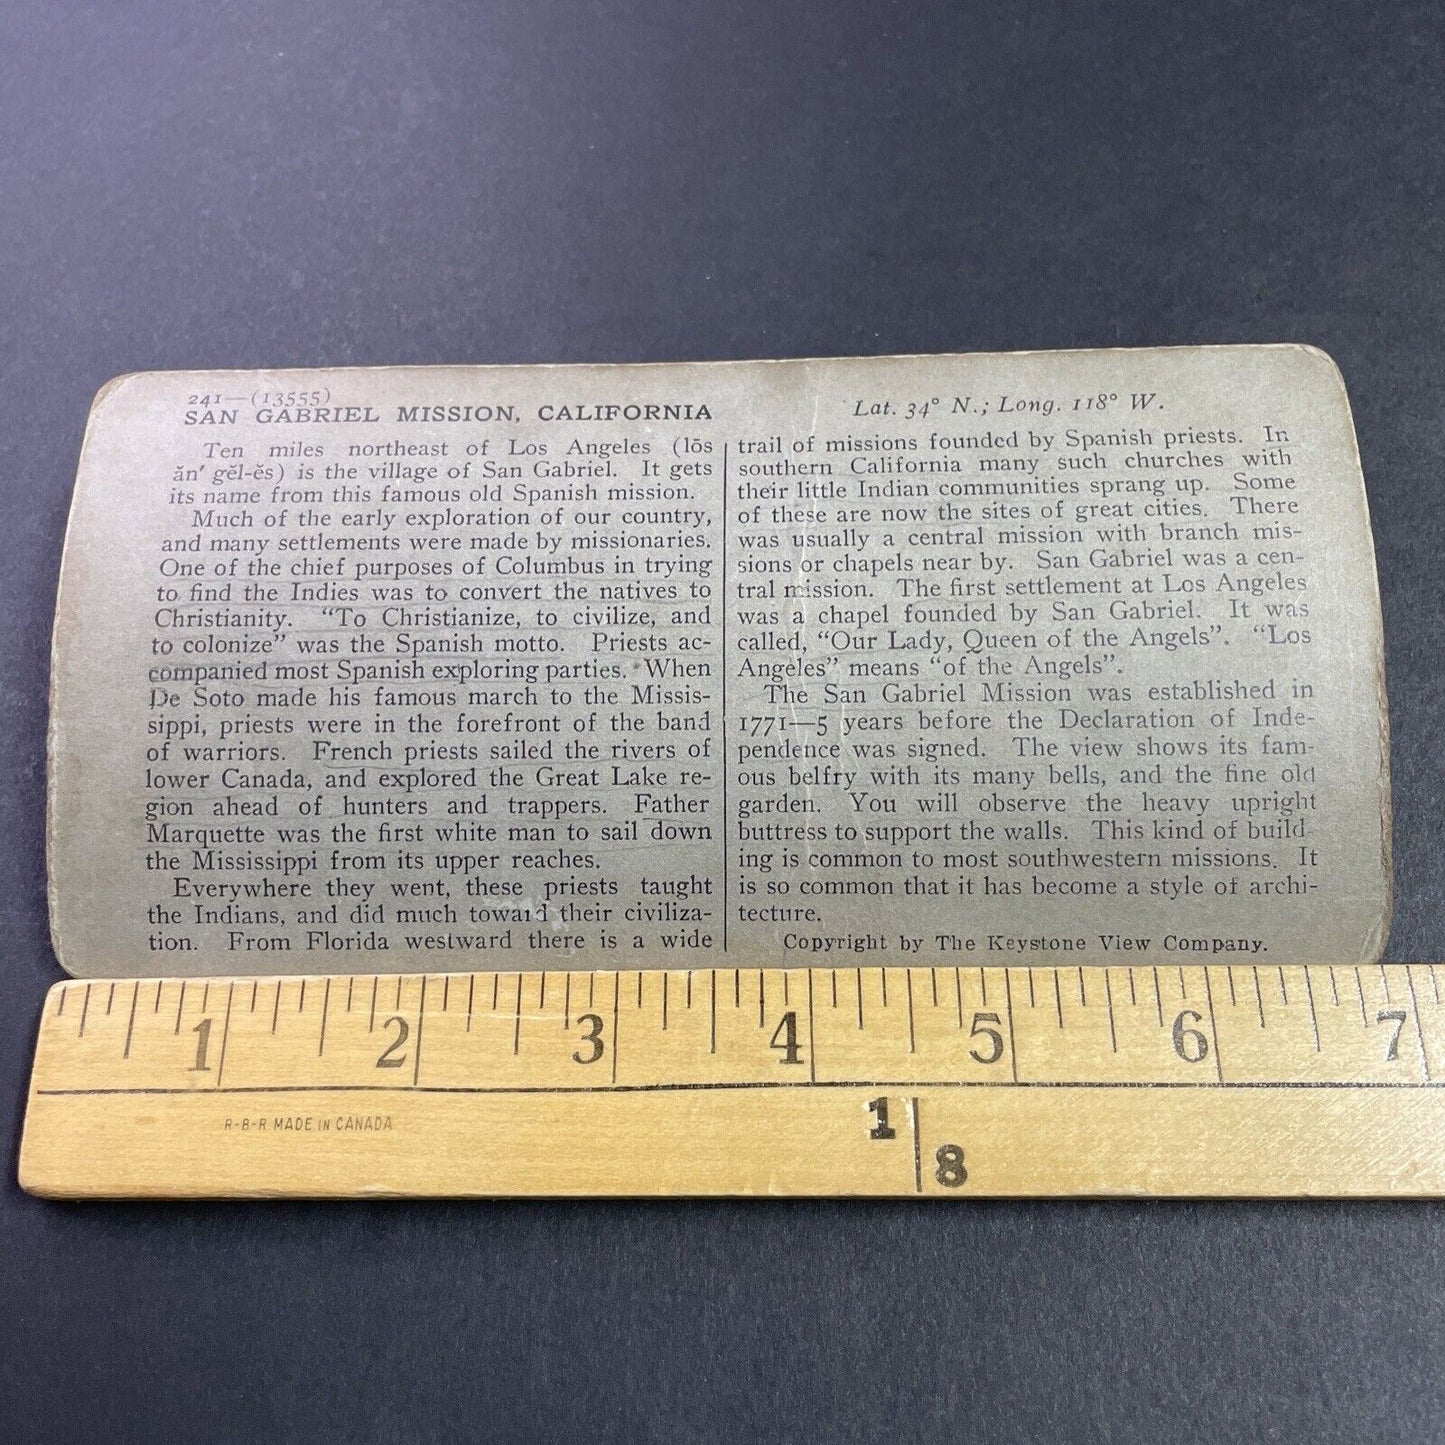 241—(13555)
SAN GABRIEL MISSION, CALIFORNIA
Ten miles northeast of Los Angeles (lōs
ăn′ gĕl-ĕs) is the village of San Gabriel. It gets
its name from this famous old Spanish mission.
Much of the early exploration of our country,
and many settlements were made by missionaries.
One of the chief purposes of Columbus in trying
to find the Indies was to convert the natives to
Christianity. “To Christianize, to civilize, and
to colonize” was the Spanish motto. Priests ac-
companied most Spanish exploring parties. When
De Soto made his famous march to the Missis-
sippi, priests were in the forefront of the band
of warriors. French priests sailed the rivers of
lower Canada, and explored the Great Lake re-
gion ahead of hunters and trappers. Father
Marquette was the first white man to sail down
the Mississippi from its upper reaches.
Everywhere they went, these priests taught
the Indians, and did much toward their civiliza-
tion. From Florida westward there is a wide
Lat. 34° N.; Long. 118° W.
trail of missions founded by Spanish priests. In
southern California many such churches with
their little Indian communities sprang up. Some
of these are now the sites of great cities. There
was usually a central mission with branch mis-
sions or chapels near by. San Gabriel was a cen-
tral mission. The first settlement at Los Angeles
was a chapel founded by San Gabriel. It was
called, “Our Lady, Queen of the Angels”. “Los
Angeles” means “of the Angels”.
The San Gabriel Mission was established in
1771—5 years before the Declaration of Inde-
pendence was signed. The view shows its fam-
ous belfry with its many bells, and the fine old
garden. You will observe the heavy upright
buttress to support the walls. This kind of build-
ing is common to most southwestern missions. It
is so common that it has become a style of archi-
tecture.
Copyright by The Keystone View Company.
1 2 3 4 5 6 7
R-B-R MADE IN CANADA
1
8